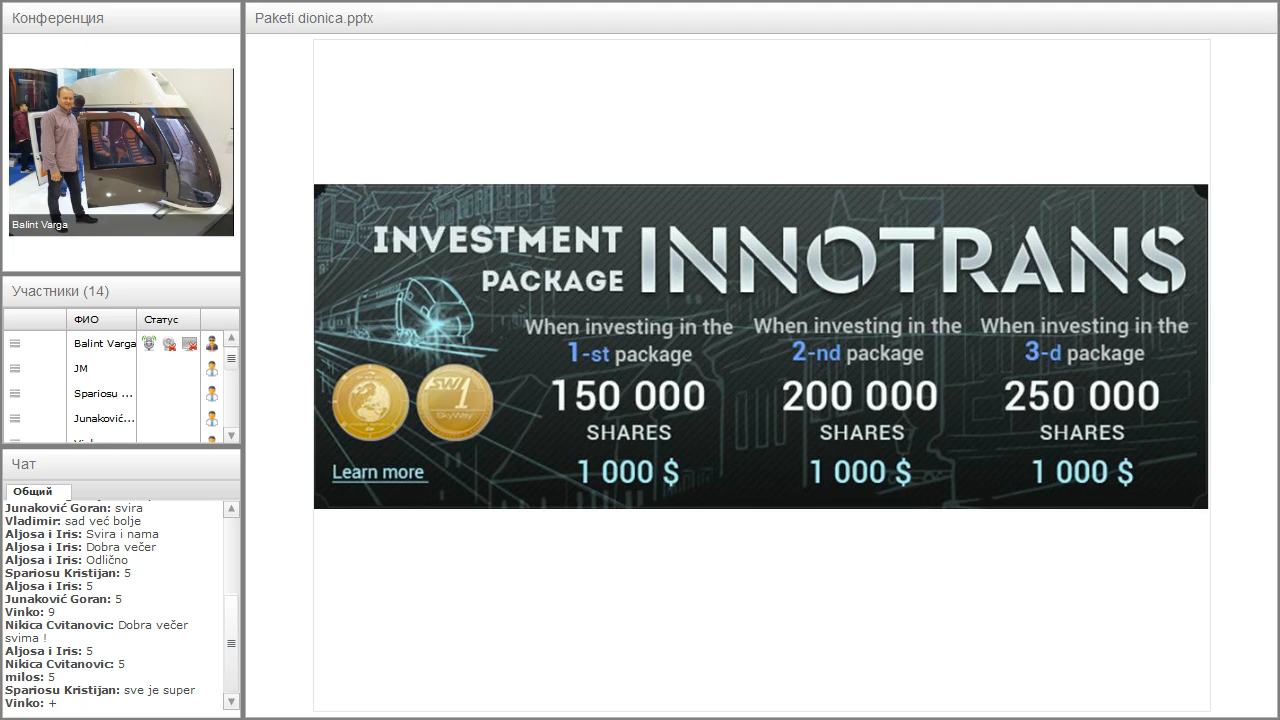 Конференция
Balint Varga
Участники (14)
ФИО Статус
Balint Varga
JM
Spariosu ...
Junaković...
Чат
Общий
Junaković Goran: svira
Vladimir: sad već bolje
Aljosa i Iris: Svira i nama
Aljosa i Iris: Dobra večer
Aljosa i Iris: Odlično
Spariosu Kristijan: 5
Aljosa i Iris: 5
Junaković Goran: 5
Vinko: 9
Nikica Cvitanovic: Dobra večer
svima !
Aljosa i Iris: 5
Nikica Cvitanovic: 5
milos: 5
Spariosu Kristijan: sve je super
Vinko: +
Paketi dionica.pptx
INVESTMENT
PACKAGE
INNOTRANS
When investing in the
1-st package
150 000
SHARES
1 000 $
When investing in the
2-nd package
200 000
SHARES
1 000 $
When investing in the
3-d package
250 000
SHARES
1 000 $
SW
1
SkyWay
Learn more